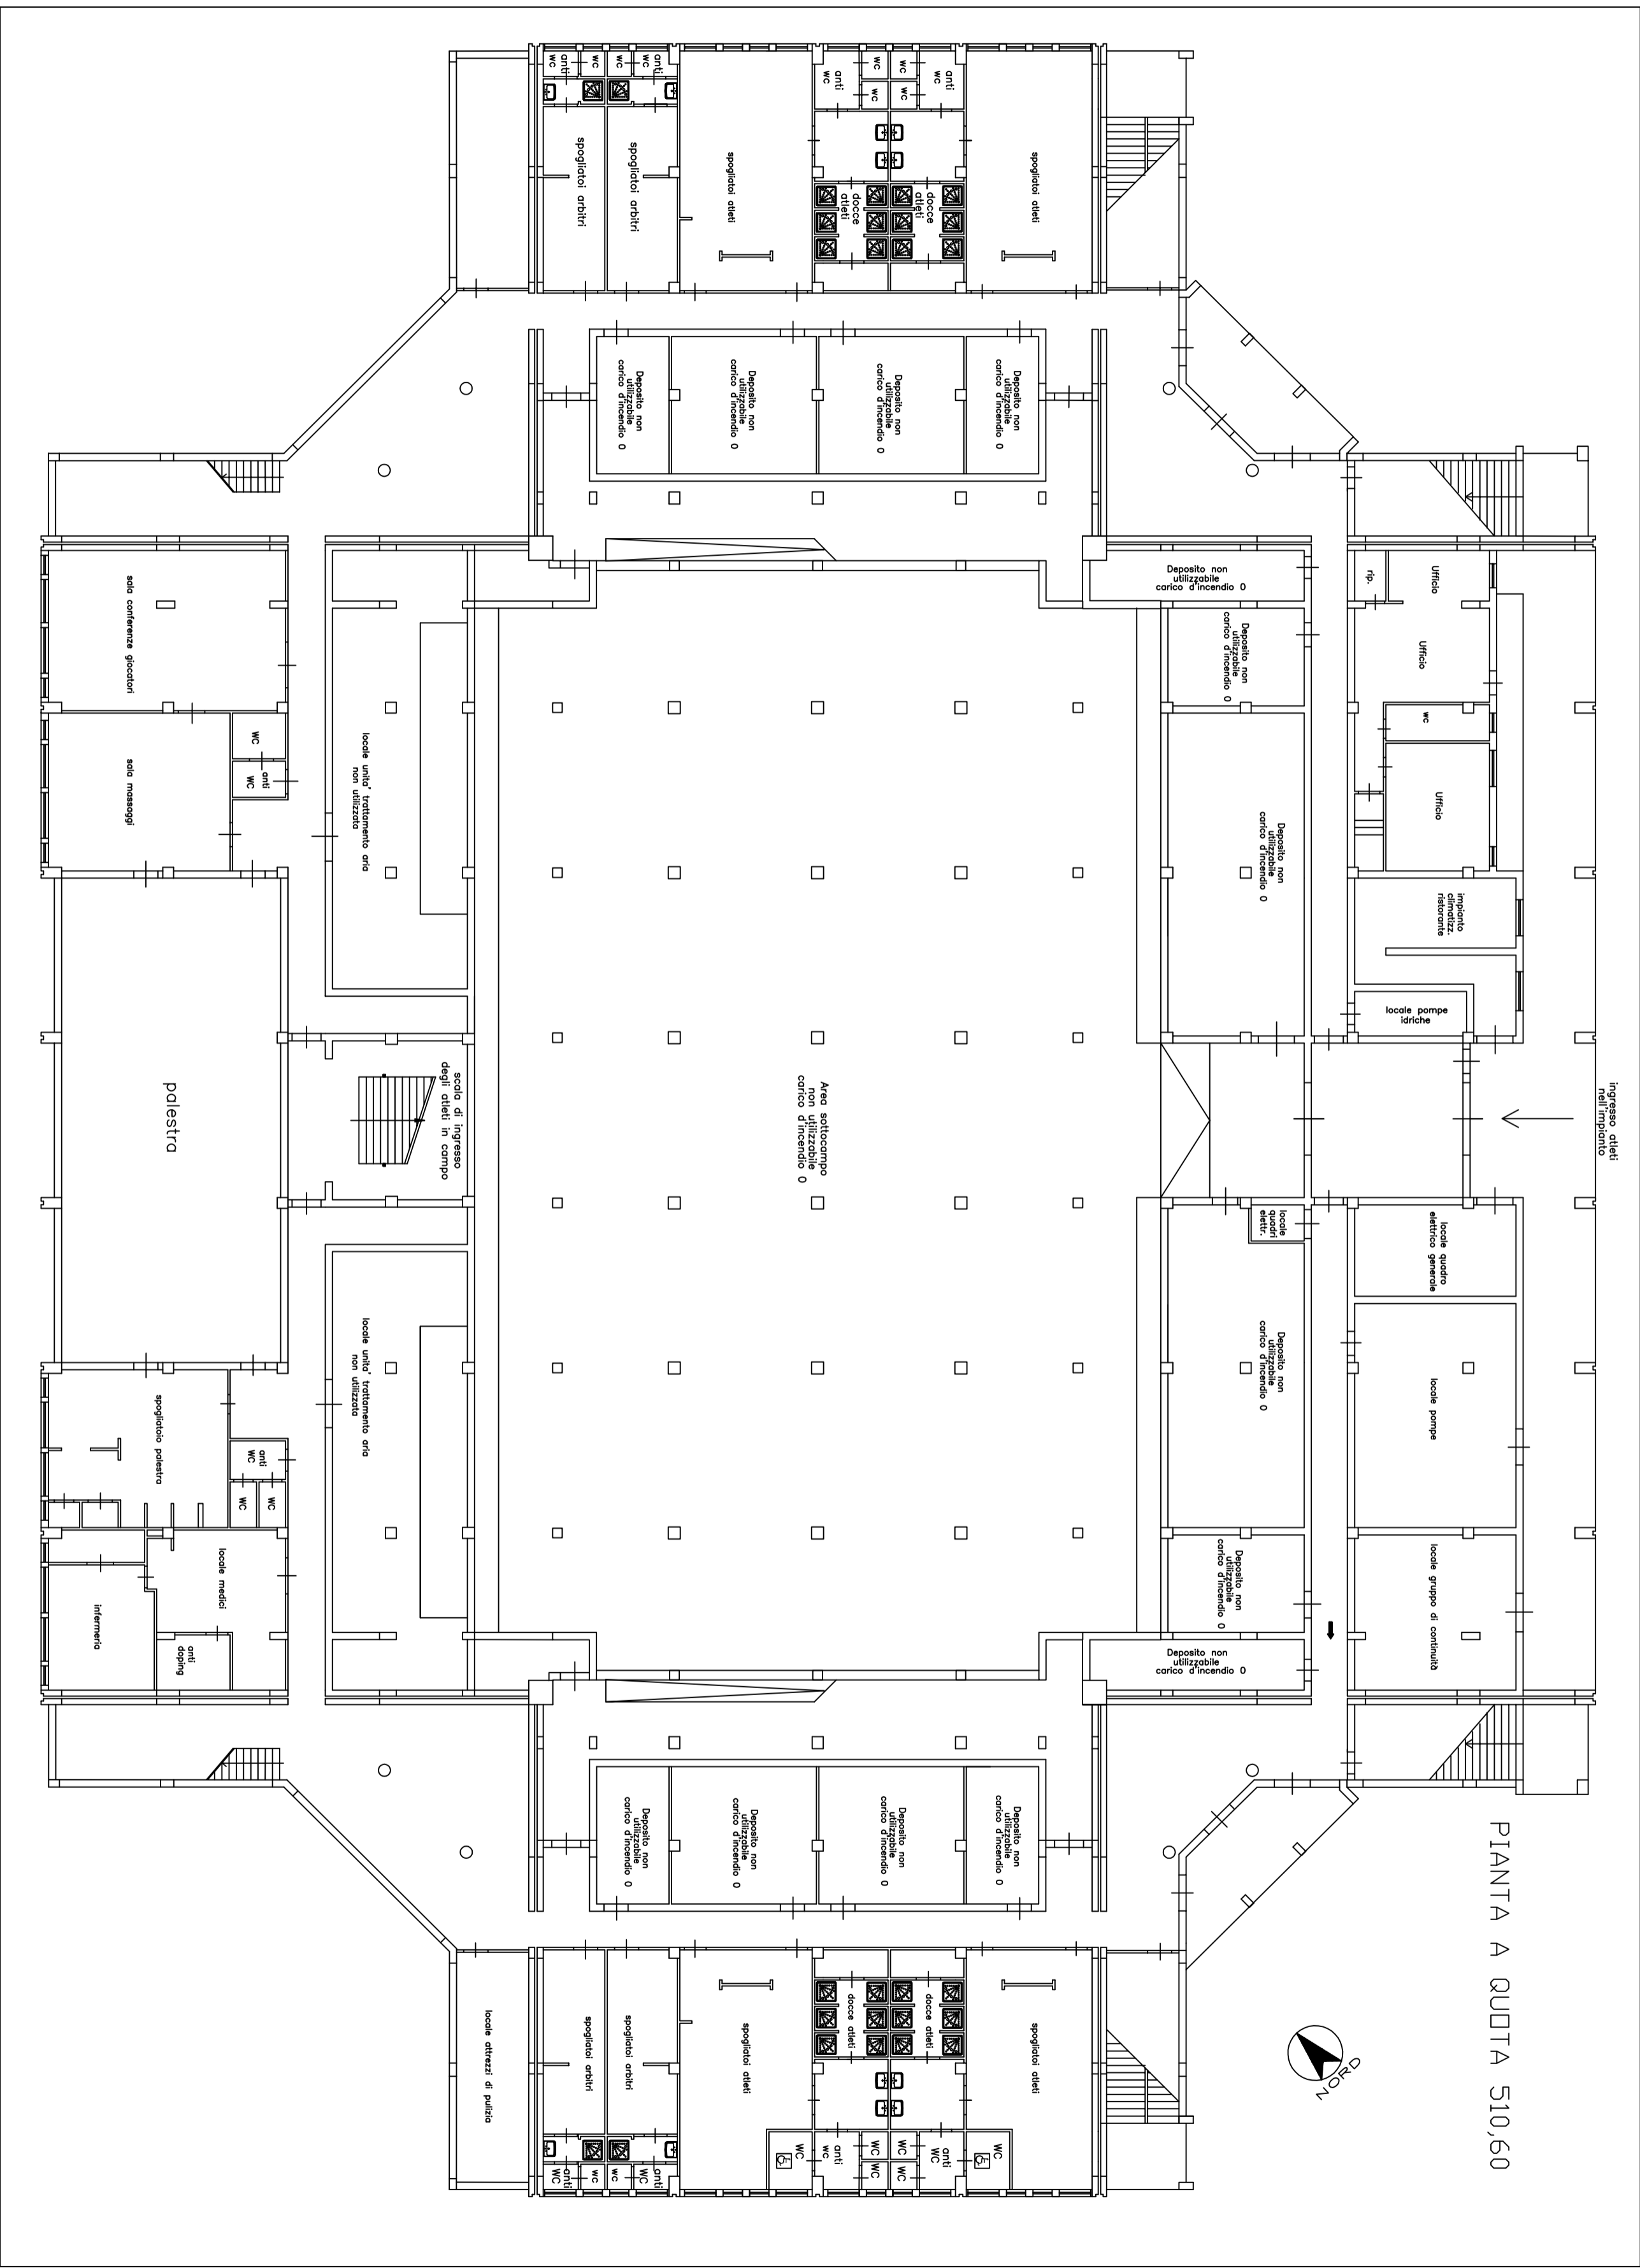 anti
wc
wc
wc
anti
wc
anti
wc
wc
wc
wc
wc
anti
wc
spogliatoi arbitri
spogliatoi arbitri
spogliatoi atleti
docce
atleti
docce
atleti
spogliatoi atleti
Deposito non
utilizzabile
carico d'incendio 0
Deposito non
utilizzabile
carico d'incendio 0
Deposito non
utilizzabile
carico d'incendio 0
Deposito non
utilizzabile
carico d'incendio 0
Deposito non
utilizzabile
carico d'incendio 0
rip.
Ufficio
sala conferenze giocatori
Deposito non
utilizzabile
carico d'incendio 0
Ufficio
wc
WC
anti
WC
sala massaggi
locale unita' trattamento aria
non utilizzata
Deposito non
utilizzabile
carico d'incendio 0
Ufficio
impianto
climatizz.
ristorante
locale pompe
idriche
palestra
scala di ingresso
degli atleti in campo
Area sottocampo
non utilizzabile
carico d'incendio 0
ingresso atleti
nell'impianto
locale
quadri
elettr.
locale quadro
elettrico generale
locale unita' trattamento aria
non utilizzata
Deposito non
utilizzabile
carico d'incendio 0
locale pompe
spogliatoio palestra
anti
WC
WC
WC
locale medici
infermeria
anti
doping
Deposito non
utilizzabile
carico d'incendio 0
locale gruppo di continuità
Deposito non
utilizzabile
carico d'incendio 0
Deposito non
utilizzabile
carico d'incendio 0
Deposito non
utilizzabile
carico d'incendio 0
Deposito non
utilizzabile
carico d'incendio 0
Deposito non
utilizzabile
carico d'incendio 0
PIANTA A QUOTA 510,60
NORD
locale attrezzi di pulizia
spogliatoi arbitri
spogliatoi arbitri
spogliatoi atleti
docce atleti
docce atleti
spogliatoi atleti
WC
anti
wc
WC
WC
WC
WC
anti
WC
WC
anti
WC
wc
wc
anti
WC